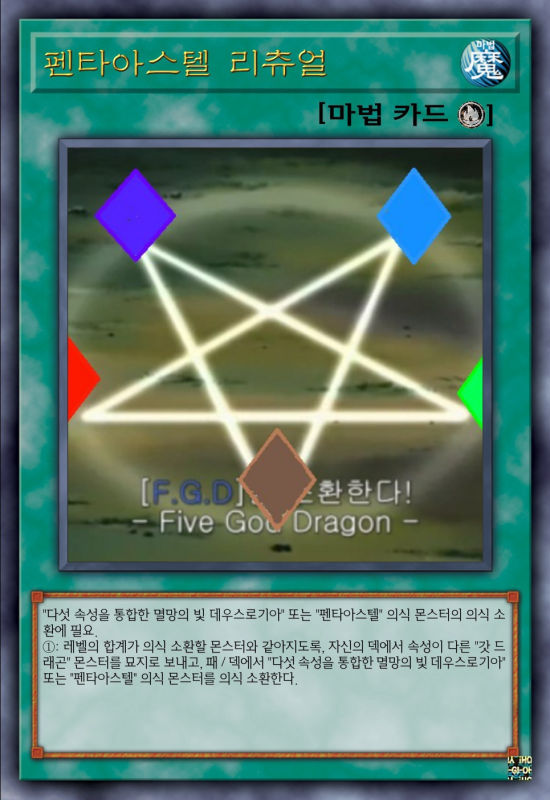 펜타아스텔 리츄얼
마법
魔
[마법 카드]
[F.G.D] 환한다!
- Five God Dragon -
"다섯 속성을 통합한 멸망의 빛 데우스로기아" 또는 "펜타아스텔" 의식 몬스터의 의식 소
환에 필요.
①: 레벨의 합계가 의식 소환할 몬스터와 같아지도록, 자신의 덱에서 속성이 다른 "갓 드
래곤" 몬스터를 묘지로 보내고, 패 / 덱에서 "다섯 속성을 통합한 멸망의 빛 데우스로기아"
또는 "펜타아스텔" 의식 몬스터를 의식 소환한다.